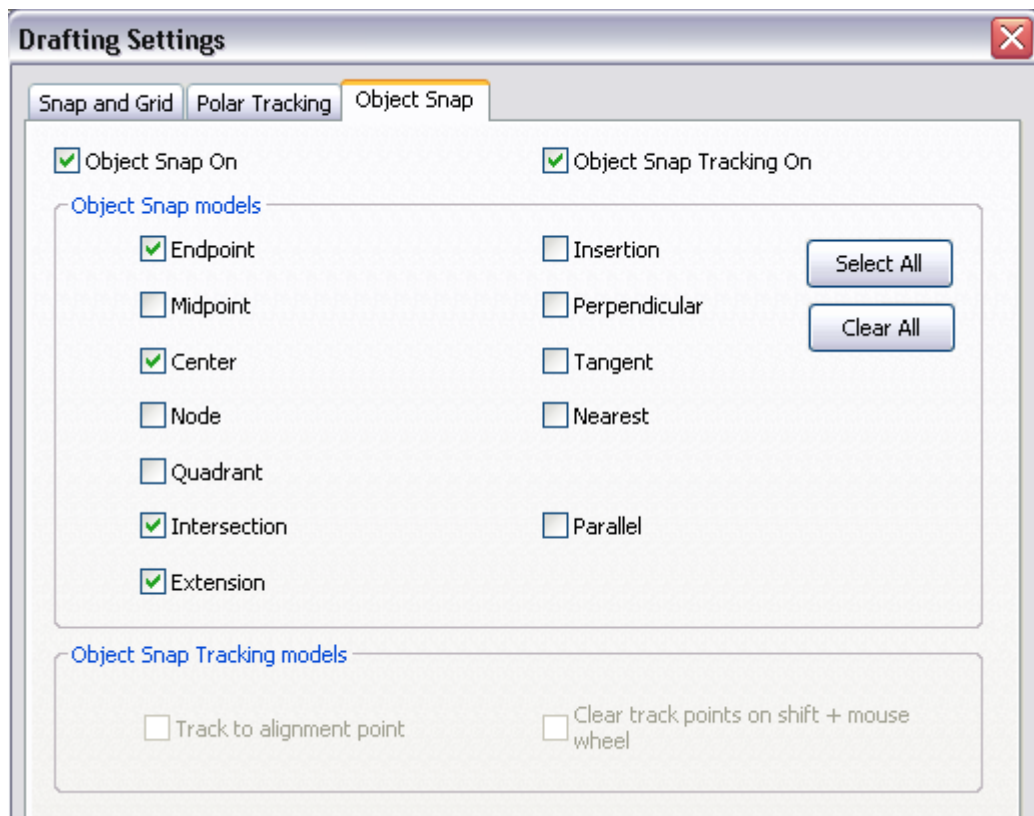 Drafting Settings
Snap and Grid Polar Tracking Object Snap
Object Snap On Object Snap Tracking On
Object Snap models
Endpoint Insertion Select All
Midpoint Perpendicular Clear All
Center Tangent
Node Nearest
Quadrant
Intersection Parallel
Extension
Object Snap Tracking models
Track to alignment point Clear track points on shift + mouse
wheel